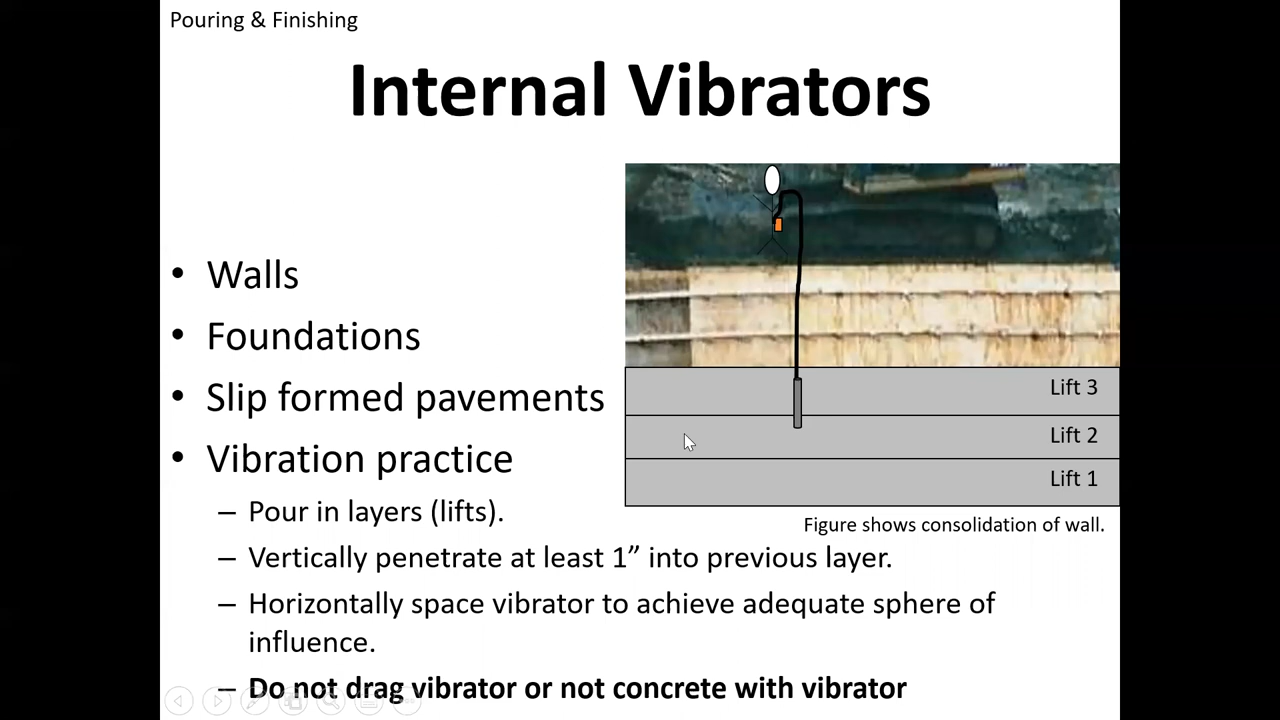 Pouring & Finishing
Internal Vibrators
• Walls
• Foundations
• Slip formed pavements
• Vibration practice
– Pour in layers (lifts).
– Vertically penetrate at least 1” into previous layer.
– Horizontally space vibrator to achieve adequate sphere of
influence.
– Do not drag vibrator or not concrete with vibrator
Lift 3
Lift 2
Lift 1
Figure shows consolidation of wall.